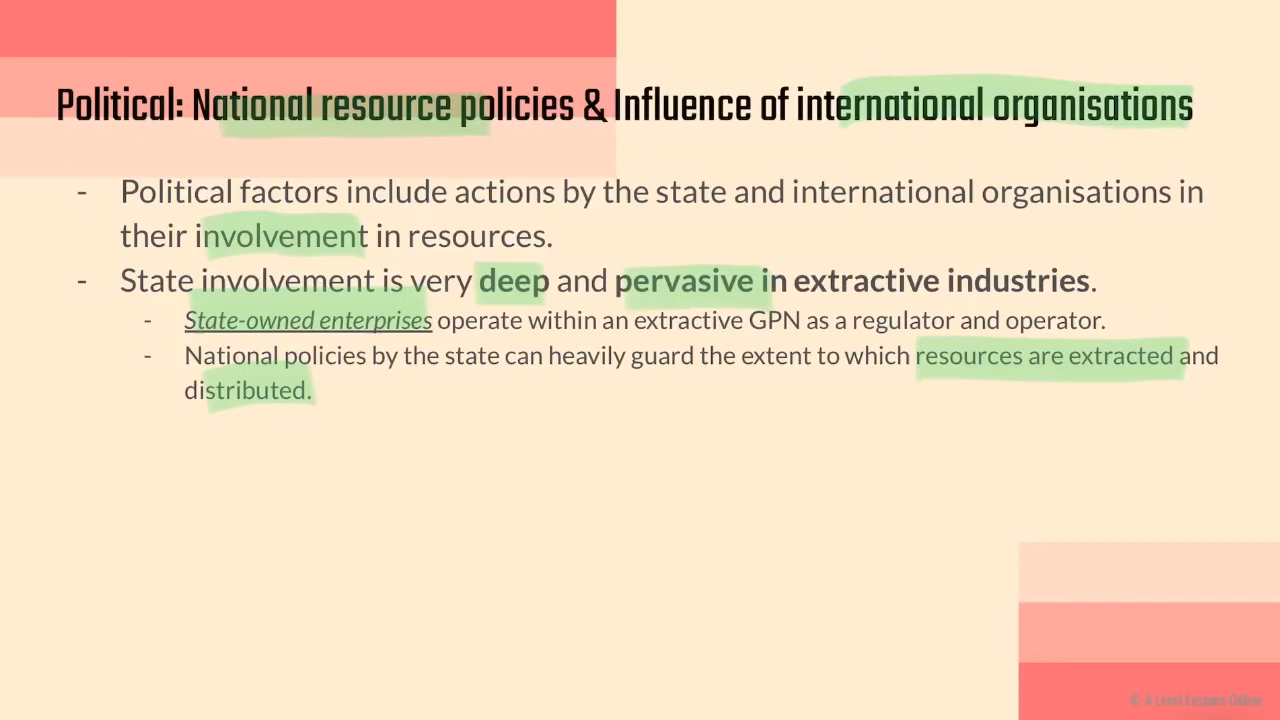 Political: National resource policies & Influence of international organisations
- Political factors include actions by the state and international organisations in
their involvement in resources.
- State involvement is very deep and pervasive in extractive industries.
- State-owned enterprises operate within an extractive GPN as a regulator and operator.
- National policies by the state can heavily guard the extent to which resources are extracted and
distributed.
© A Level Lessons Online